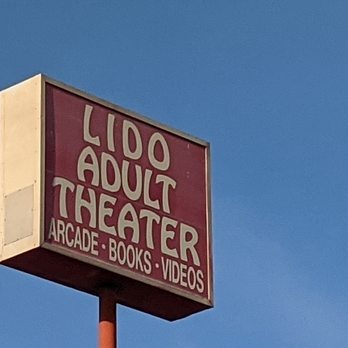 LIDO
ADULT
THEATER
ARCADE · BOOKS · VIDEOS